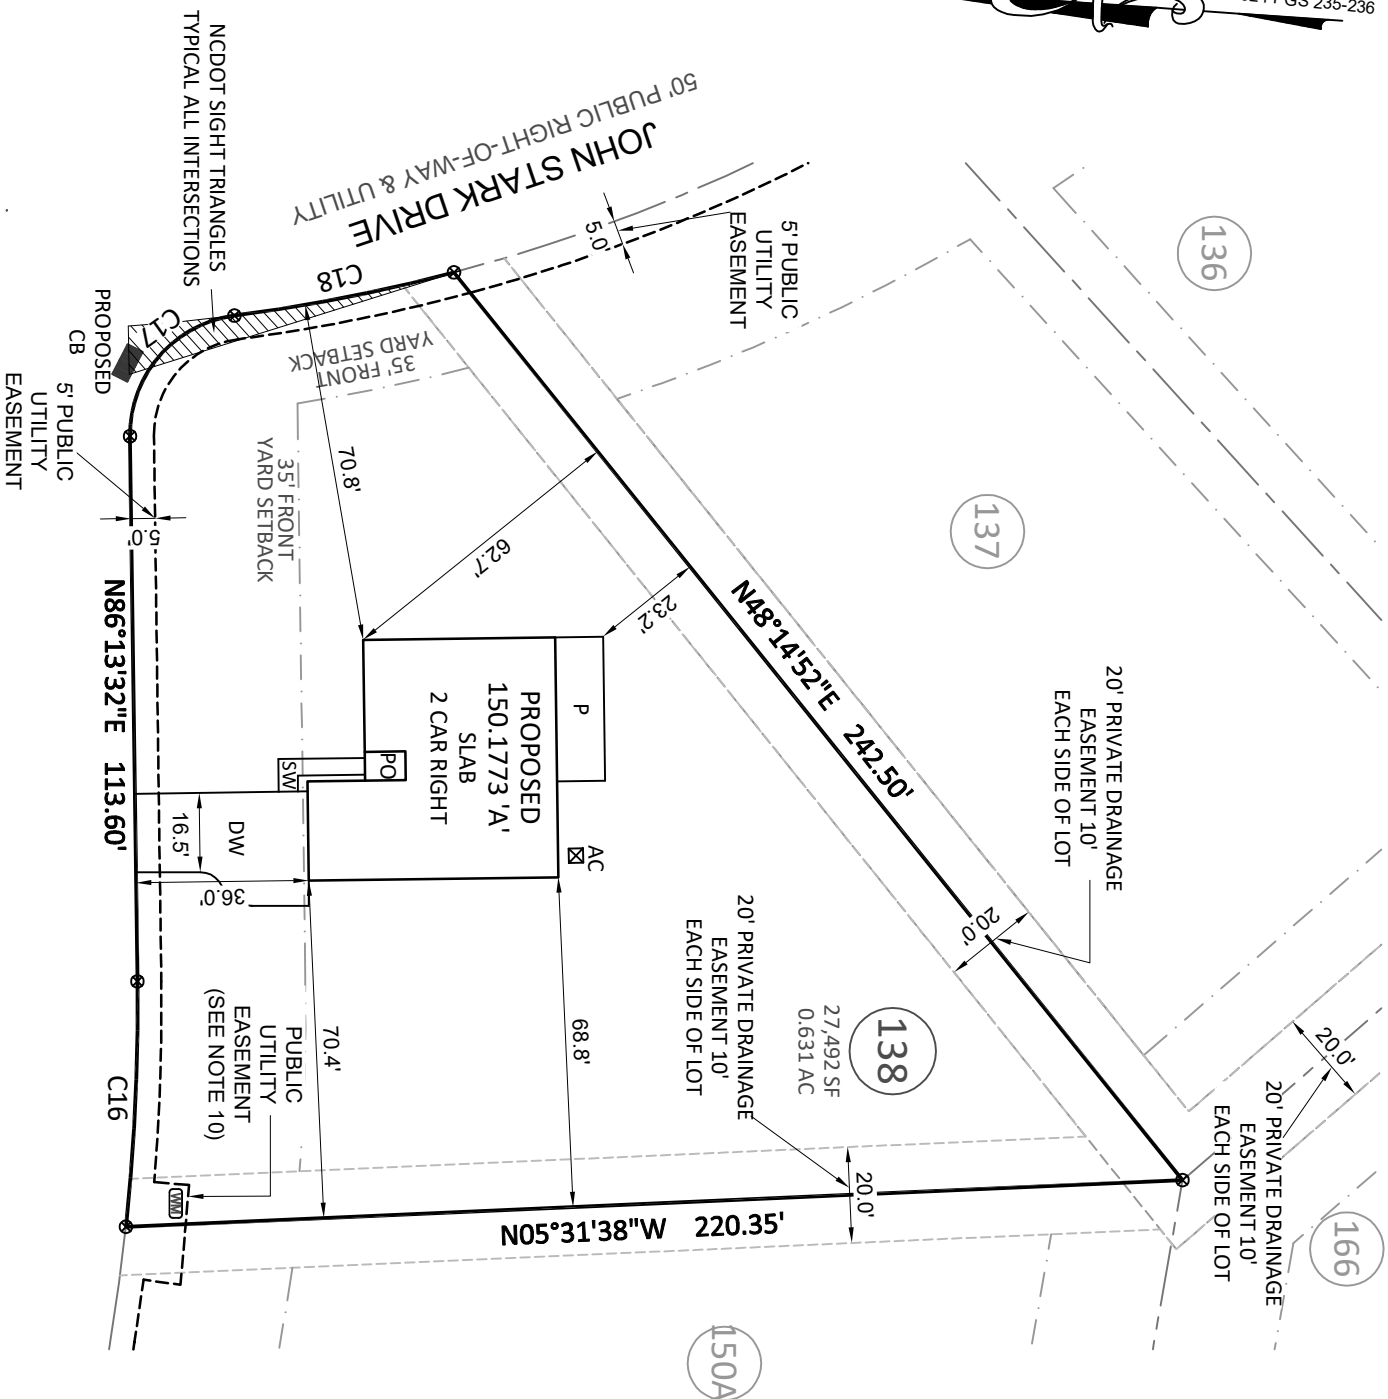 PGS 235-236
NCDOT SIGHT TRIANGLES
TYPICAL ALL INTERSECTIONS
50' PUBLIC RIGHT-OF-WAY & UTILITY
JOHN STARK DRIVE
5.0'
5' PUBLIC
UTILITY
EASEMENT
136
C18
C17
PROPOSED
CB
5' PUBLIC
UTILITY
EASEMENT
35' FRONT
YARD SETBACK
35' FRONT
YARD SETBACK
70.8'
62.7'
23.2'
137
5.0'
N86°13'32"E 113.60'
N48°14'52"E 242.50'
20' PRIVATE DRAINAGE
EASEMENT 10'
EACH SIDE OF LOT
P
PROPOSED
150.1773 'A'
SLAB
2 CAR RIGHT
PO
SW
AC
DW
16.5'
36.0'
20.0'
20' PRIVATE DRAINAGE
EASEMENT 10'
EACH SIDE OF LOT
138
27,492 SF
0.631 AC
68.8'
70.4'
PUBLIC
UTILITY
EASEMENT
(SEE NOTE 10)
C16
WM
20.0'
20' PRIVATE DRAINAGE
EASEMENT 10'
EACH SIDE OF LOT
20.0'
N05°31'38"W 220.35'
166
150A